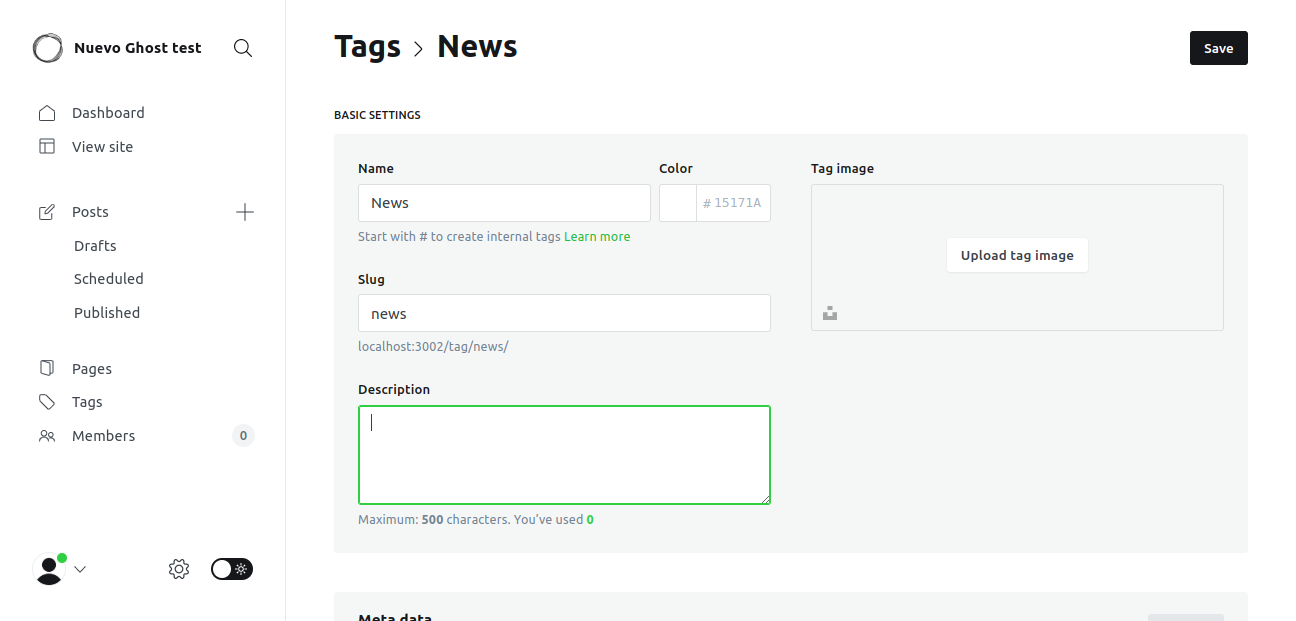 Nuevo Ghost test
Dashboard
View site
Posts
Drafts
Scheduled
Published
Pages
Tags
Members
0
Tags > News
Save
BASIC SETTINGS
Name
News
Start with # to create internal tags Learn more
Color
# 15171A
Slug
news
localhost:3002/tag/news/
Description
Maximum: 500 characters. You've used 0
Tag image
Upload tag image
Meta data